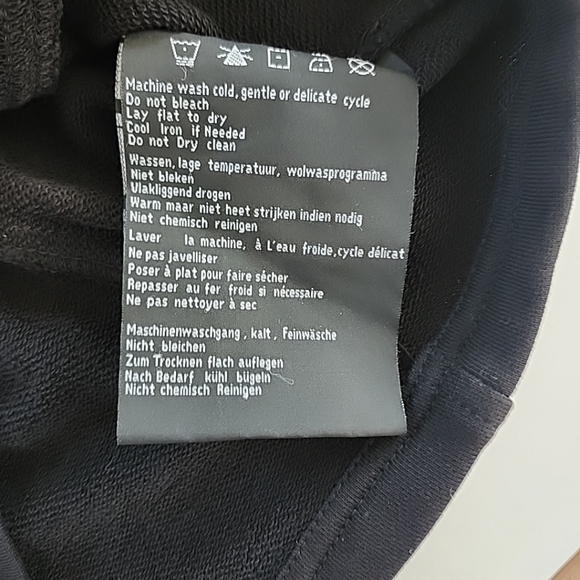 Machine wash cold, gentle or delicate cycle
Do not bleach
Lay flat to dry
Cool Iron if Needed
Do not Dry clean
Wassen, lage temperatuur, wolwasprogramma
Niet bleken
Ulakliggend drogen
Warm maar niet heet strijken indien nodig
Niet chemisch reinigen
Laver la machine, à L'eau froide, cycle délicat
Ne pas javelliser
Poser à plat pour faire sécher
Repasser au fer froid si nécessaire
Ne pas nettoyer à sec
Maschinenwaschgang, kalt, Feinwäsche
Nicht bleichen
Zum Trocknen flach auflegen
Nach Bedarf kühl bügeln
Nicht chemisch Reinigen